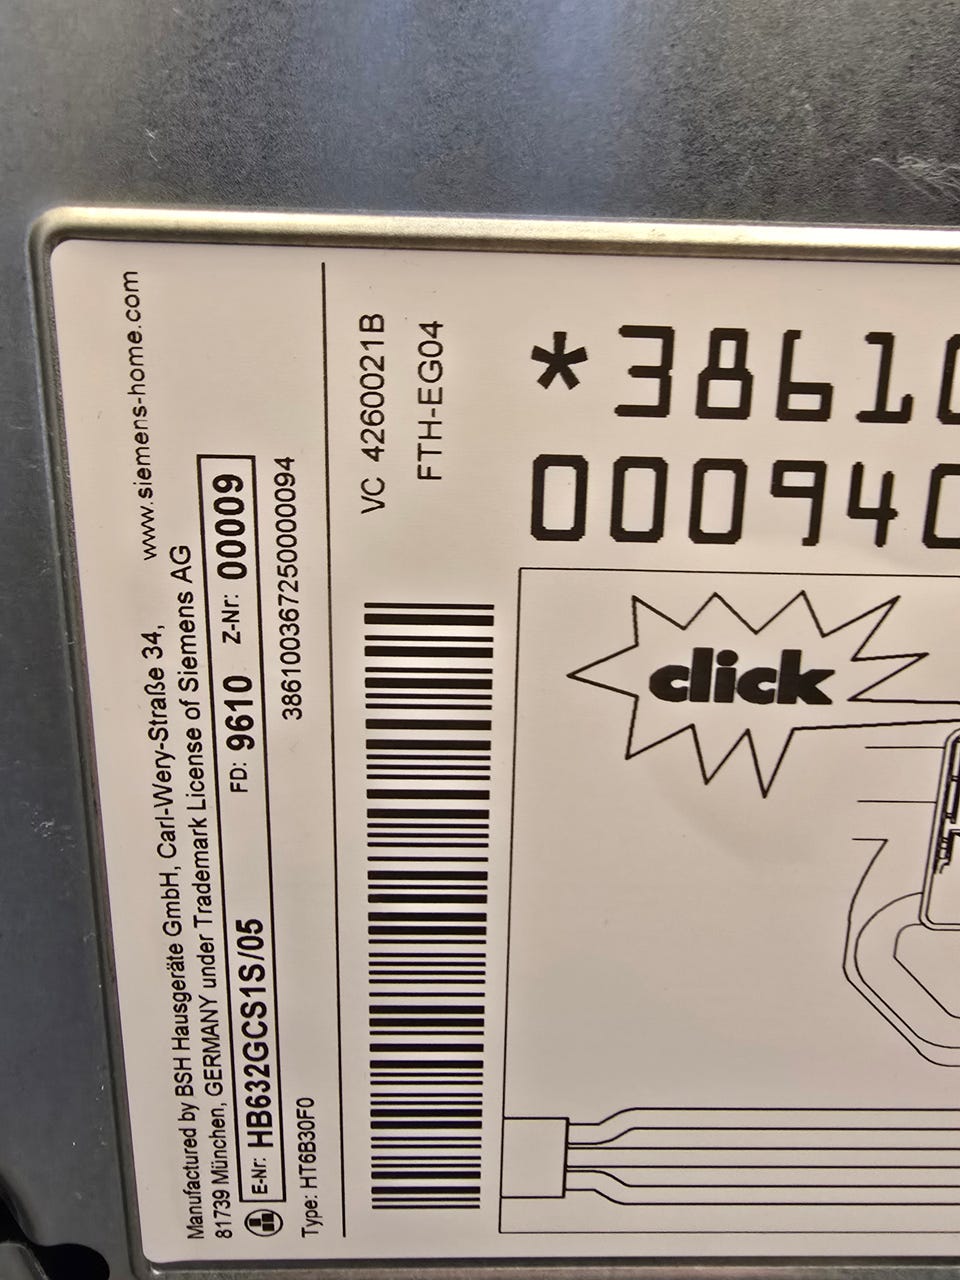 Manufactured by BSH Hausgeräte GmbH, Carl-Wery-Straße 34, www.siemens-home.com
81739 München, GERMANY under Trademark License of Siemens AG
E-Nr: HB632GCS1S/05 FD: 9610 Z-Nr: 00009
Type: HT6B30F0 386100367250000094
VC 4260021B
FTH-EG04
*3861
000940
click